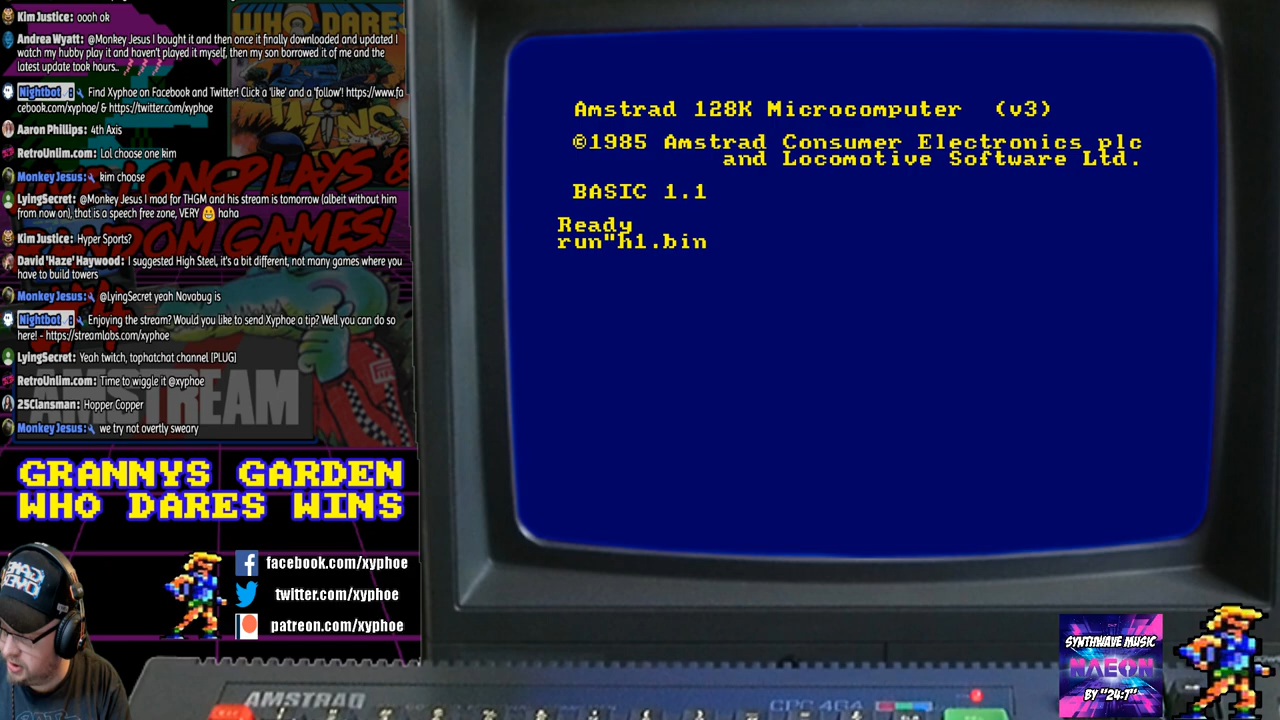 Kim Justice: oooh ok
Andrea Wyatt: @Monkey Jesus I bought it and then once it finally downloaded and updated I
watch my hubby play it and haven't played it myself, then my son borrowed it of me and the
latest update took hours..
Nightbot Find Xyphoe on Facebook and Twitter! Click a 'like' and a 'follow'! https://www.fa
cebook.com/xyphoe/ & https://twitter.com/xyphoe
Aaron Phillips: 4th Axis
RetroUnlim.com: Lol choose one kim
Monkey Jesus: kim choose
LyingSecret: @Monkey Jesus I mod for THGM and his stream is tomorrow (albeit without him
from now on), that is a speech free zone, VERY haha
Kim Justice: Hyper Sports?
David 'Haze' Haywood: I suggested High Steel, it's a bit different, not many games where you
have to build towers
Monkey Jesus: @LyingSecret yeah Novabug is
Nightbot Enjoying the stream? Would you like to send Xyphoe a tip? Well you can do so
here! - https://streamlabs.com/xyphoe
LyingSecret: Yeah twitch, tophatchat channel [PLUG]
RetroUnlim.com: Time to wiggle it @xyphoe
25Clansman: Hopper Copper
Monkey Jesus: we try not overtly sweary
WHO DARES
WINS
LONGPLAYS &
RANDOM GAMES!
AMSTREAM
GRANNYS GARDEN
WHO DARES WINS
facebook.com/xyphoe
twitter.com/xyphoe
patreon.com/xyphoe
Amstrad 128K Microcomputer (v3)
©1985 Amstrad Consumer Electronics plc
and Locomotive Software Ltd.
BASIC 1.1
Ready
run"h1.bin
AMSTRAD
CPC 464
SYNTHWAVE MUSIC
HAEON
BY "24:7"